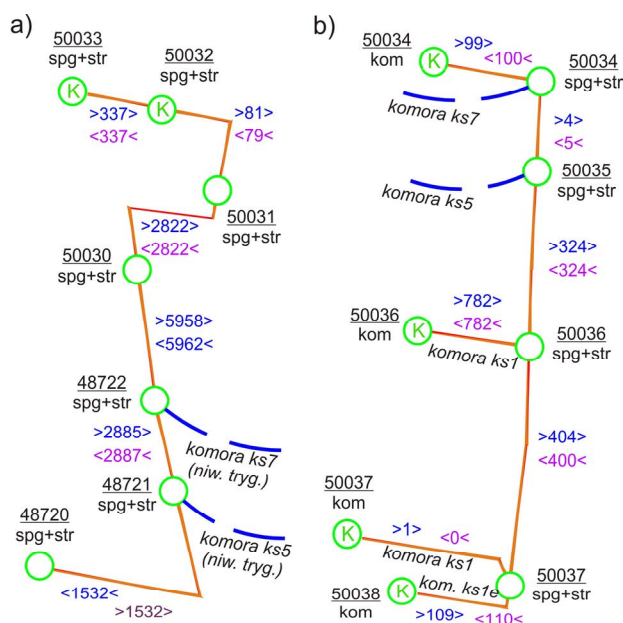 a)
50033
spg+str
50032
spg+str
K
K
>337>
<337<
>81>
<79<
50031
spg+str
>2822>
<2822<
50030
spg+str
>5958>
<5962<
48722
spg+str
>2885>
<2887<
komora ks7
(niw. tryg.)
48721
spg+str
komora ks5
(niw. tryg.)
48720
spg+str
<1532<
>1532>
b)
50034
kom
K
>99>
<100<
50034
spg+str
komora ks7
>4>
<5<
50035
spg+str
komora ks5
>324>
<324<
50036
kom
K
>782>
<782<
komora ks1
50036
spg+str
>404>
<400<
50037
kom
K
>1>
<0<
komora ks1
50037
spg+str
kom. ks1e
50038
kom
K
>109>
<110<